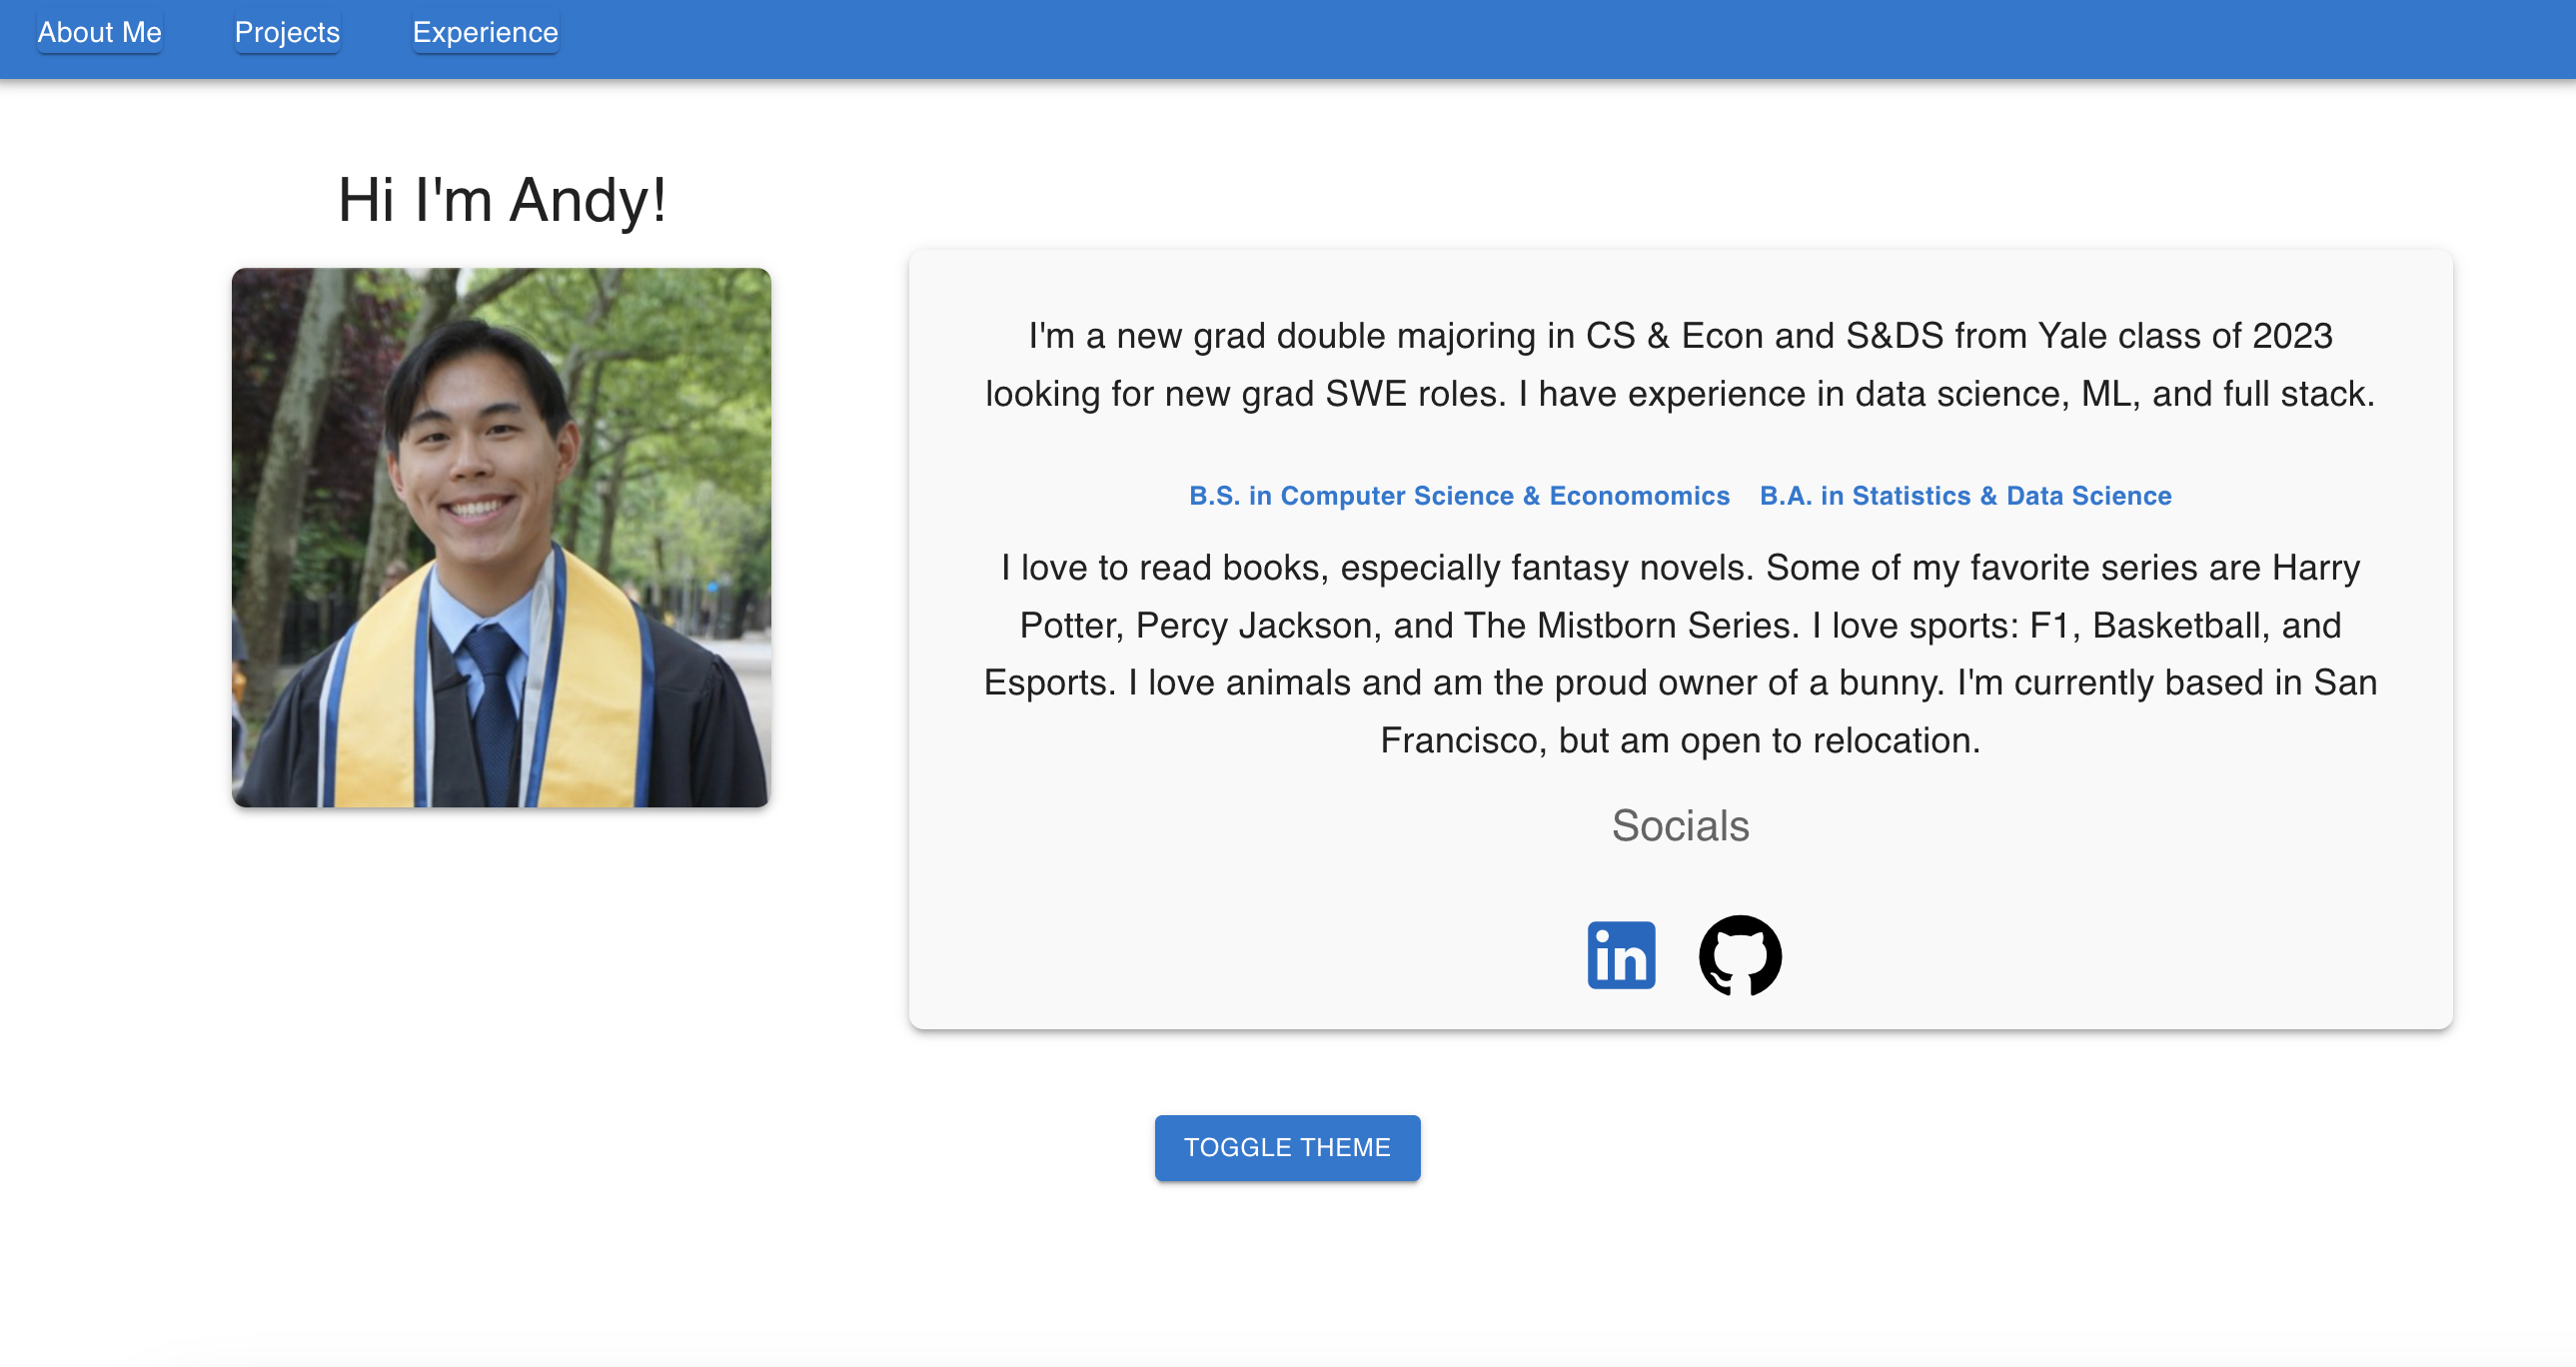 About Me
Projects
Experience
Hi I'm Andy!
I'm a new grad double majoring in CS & Econ and S&DS from Yale class of 2023
looking for new grad SWE roles. I have experience in data science, ML, and full stack.
B.S. in Computer Science & Econonomics
B.A. in Statistics & Data Science
I love to read books, especially fantasy novels. Some of my favorite series are Harry
Potter, Percy Jackson, and The Mistborn Series. I love sports: F1, Basketball, and
Esports. I love animals and am the proud owner of a bunny. I'm currently based in San
Francisco, but am open to relocation.
Socials
in
TOGGLE THEME